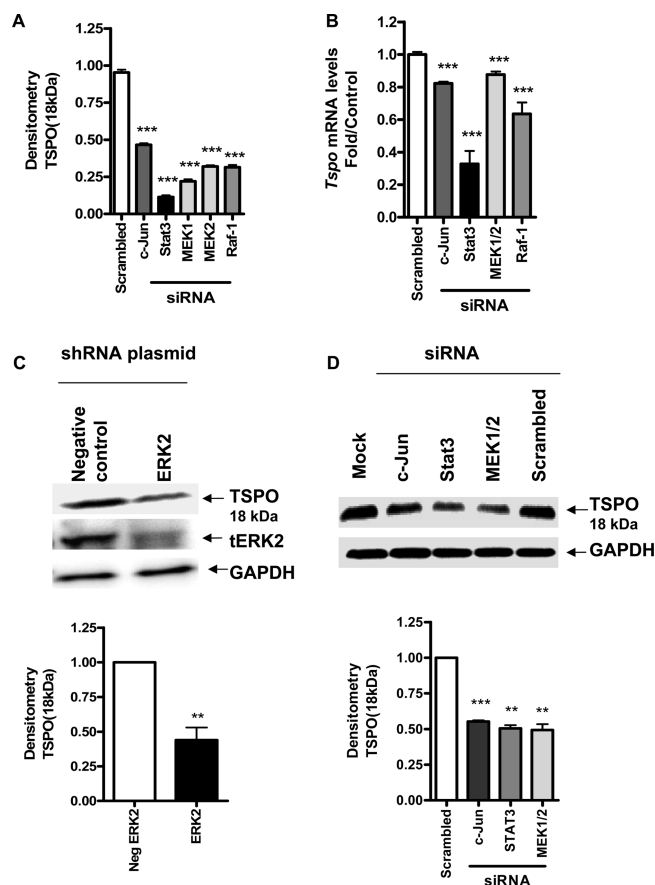 A
Densitometry
TSPO(18kDa)
1.25
1.00
0.75
0.50
0.25
0.00
***
***
***
***
***
Scrambled
c-Jun
Stat3
MEK1
MEK2
Raf-1
siRNA
B
Tspo mRNA levels
Fold/Control
1.2
1.0
0.8
0.6
0.4
0.2
0.0
***
***
***
***
Scrambled
c-Jun
Stat3
MEK1/2
Raf-1
siRNA
C
shRNA plasmid
Negative
control
ERK2
TSPO
18 kDa
tERK2
GAPDH
Densitometry
TSPO(18kDa)
1.25
1.00
0.75
0.50
0.25
0.00
**
Neg ERK2
ERK2
D
siRNA
Mock
c-Jun
Stat3
MEK1/2
Scrambled
TSPO
18 kDa
GAPDH
Densitometry
TSPO(18kDa)
1.25
1.00
0.75
0.50
0.25
0.00
***
**
**
Scrambled
c-Jun
STAT3
MEK1/2
siRNA